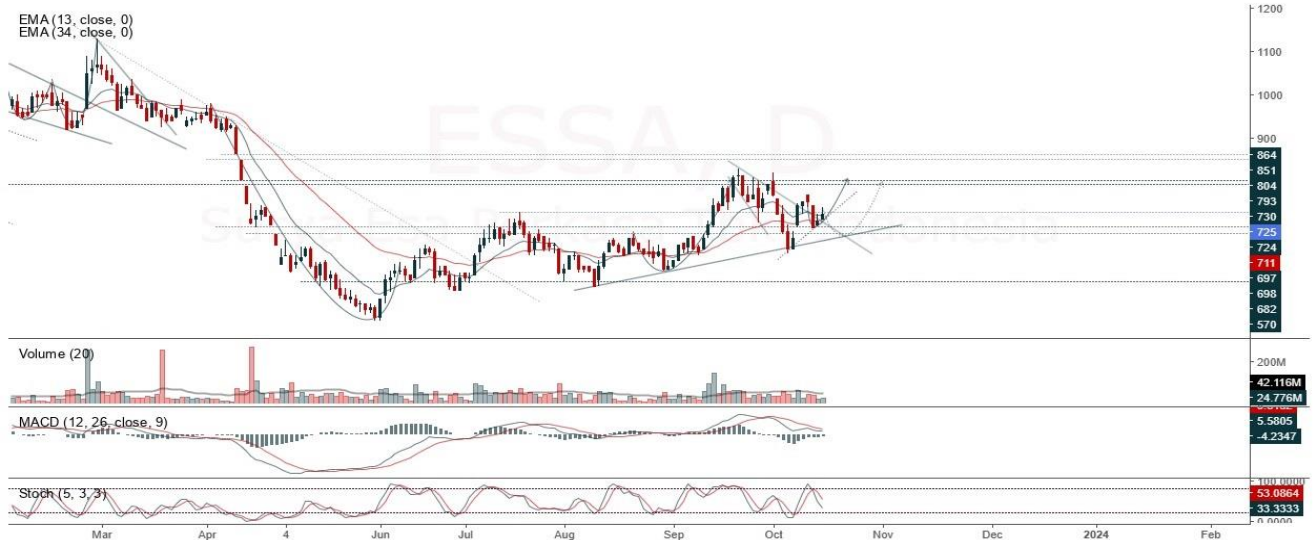 EMA (13, close, 0)
EMA (34, close, 0)
ESSA, D
1200
1100
1000
900
864
851
804
793
730
725
724
711
697
698
682
570
Volume (20)
200M
42.116M
24.776M
MACD (12, 26, close, 9)
5.5805
-4.2347
Stoch (5, 3, 3)
100.0000
53.0864
33.3333
0.0000
Mar
Apr
4
Jun
Jul
Aug
Sep
Oct
Nov
Dec
2024
Feb